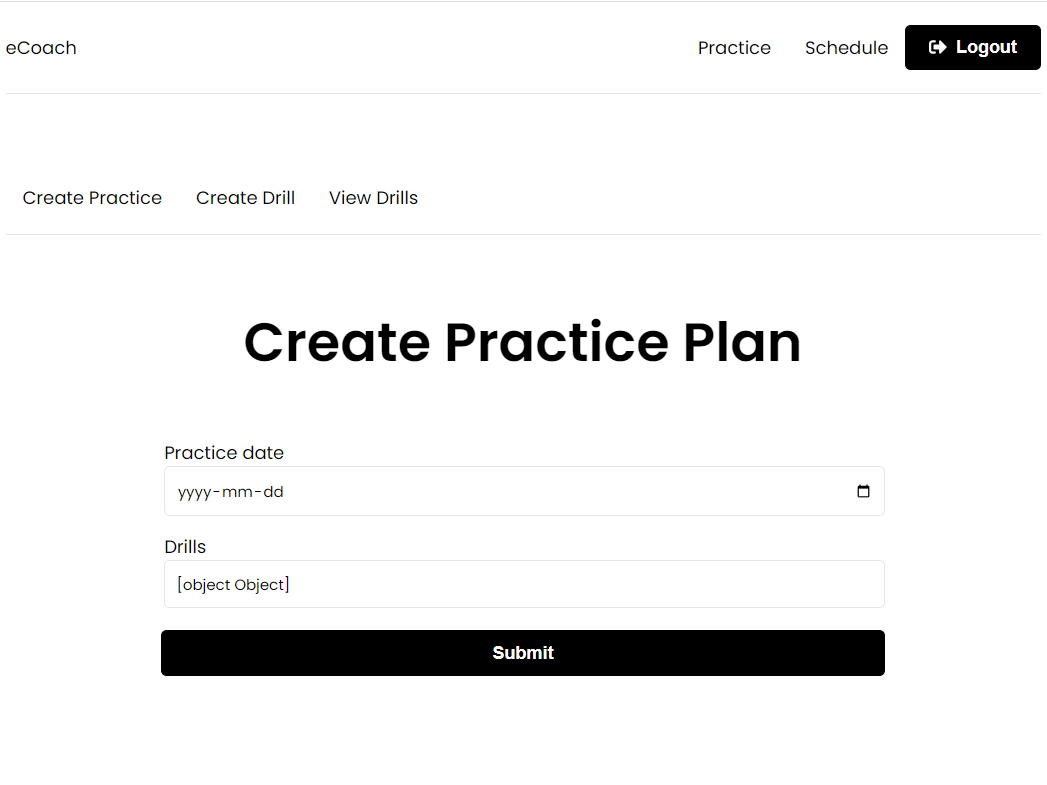 eCoach
Practice Schedule Logout
Create Practice Create Drill View Drills
Create Practice Plan
Practice date
yyyy-mm-dd
Drills
[object Object]
Submit